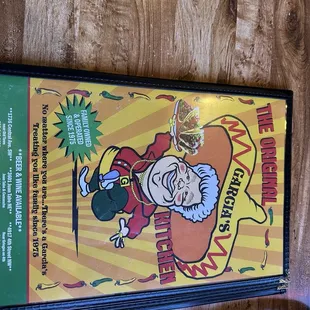 THE ORIGINAL
GARCIA'S
KITCHEN
FAMILY OWNED
& OPERATED
SINCE 1975
No matter where you are...There's a Garcia's
Treating you like family since 1975
**BEER & WINE AVAILABLE**